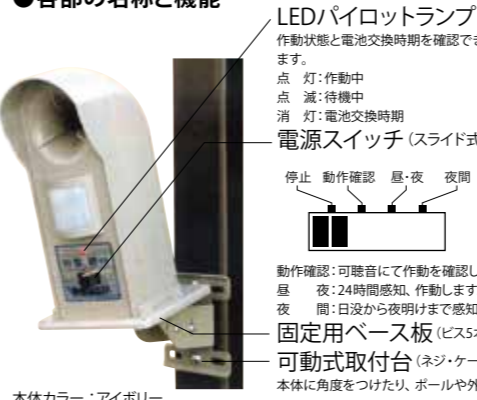 ●各部の名称と機能
LEDパイロットランプ
作動状態と電池交換時期を確認でき
ます。
点　灯：作動中
点　滅：待機中
消　灯：電池交換時期
電源スイッチ（スライド式
停止 動作確認 昼・夜 夜間
動作確認：可聴音にて作動を確認し
昼　夜：24時間感知、作動します
夜　間：日没から夜明けまで感知
固定用ベース板（ビス5本
可動式取付台（ネジ・ケー
本体に角度をつけたり、ポールや外
本体カラー：アイボリー